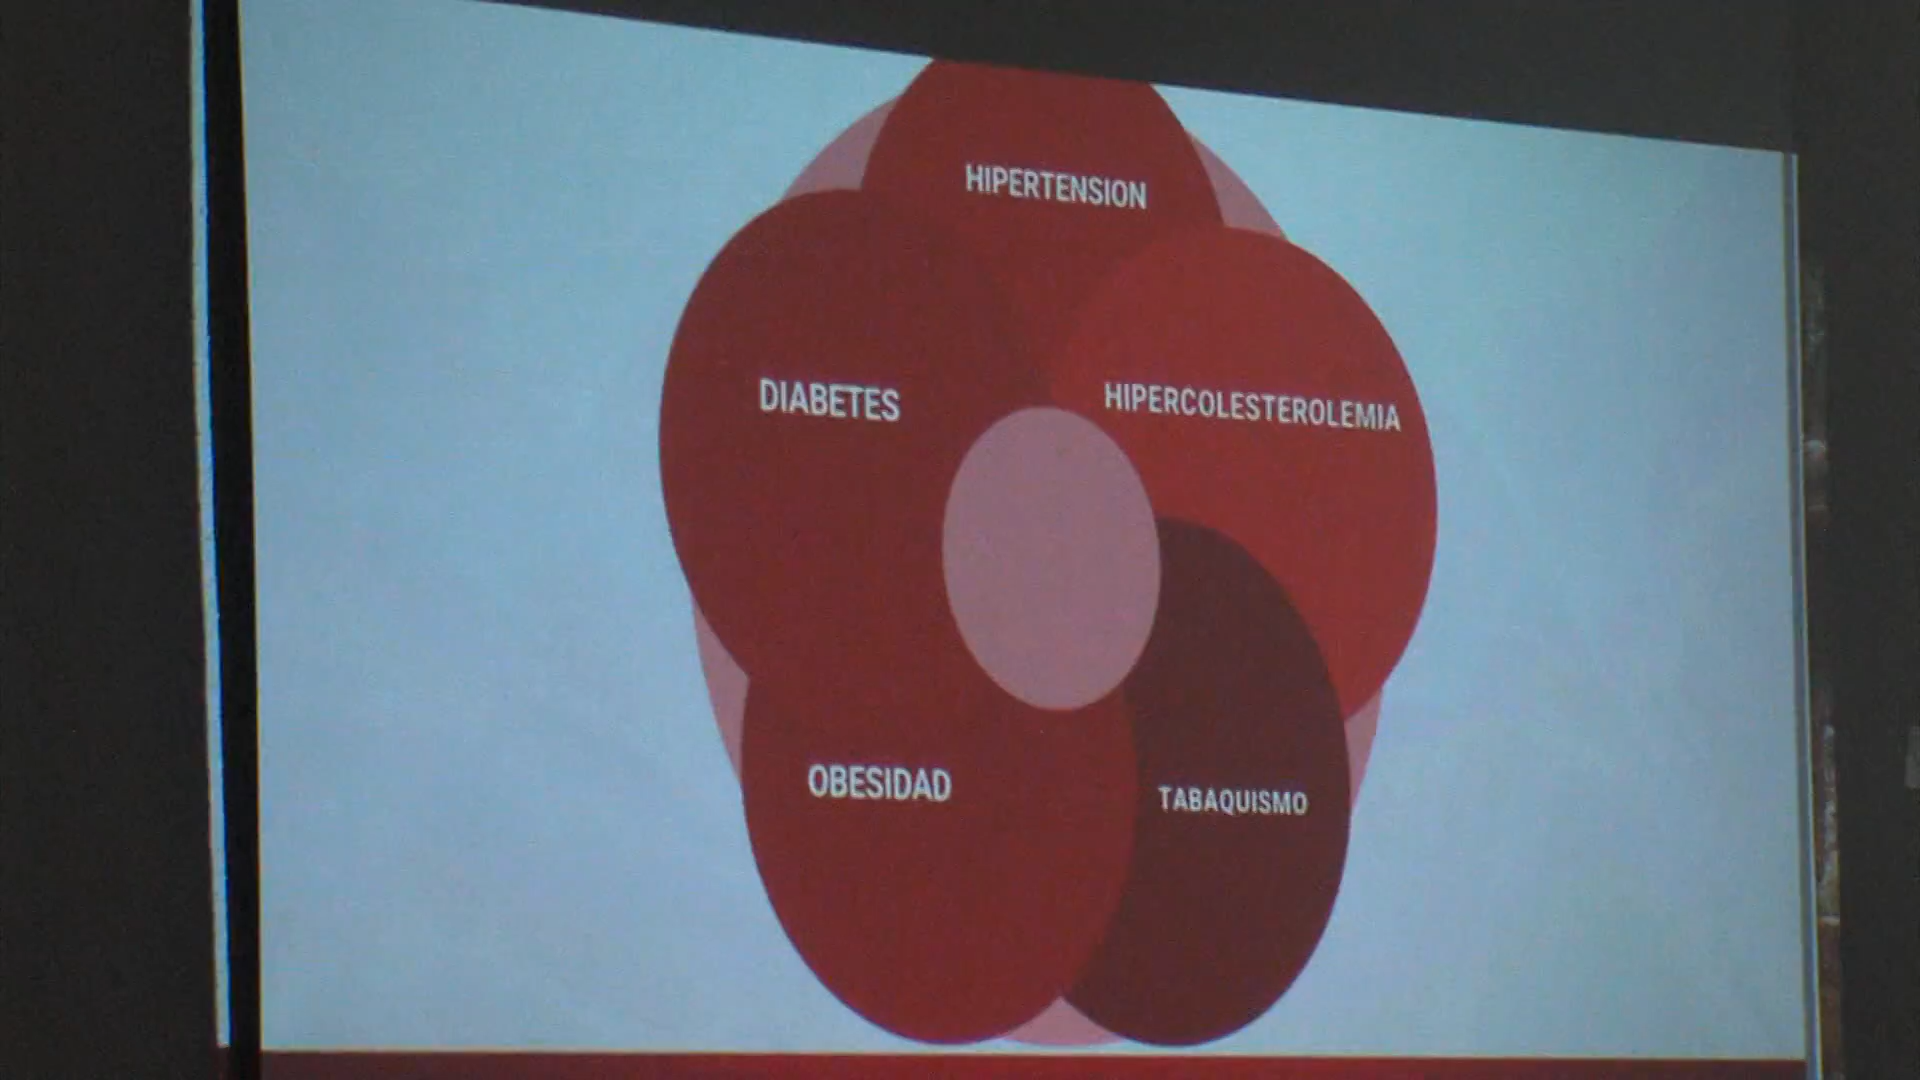 HIPERTENSION
DIABETES
HIPERCOLESTEROLEMIA
OBESIDAD
TABAQUISMO